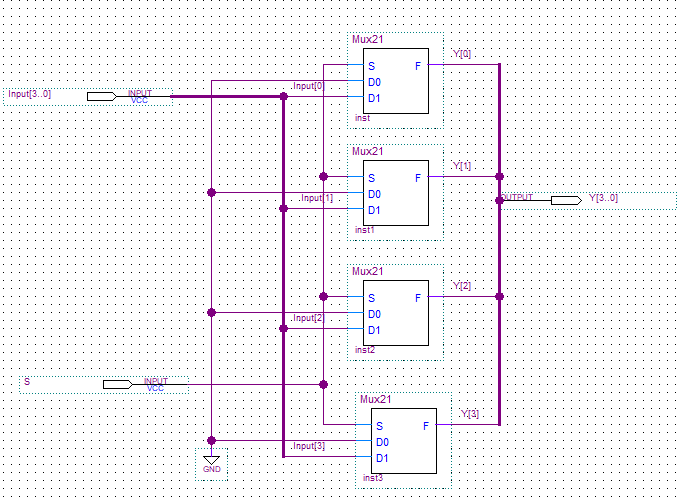 Mux21
S F Y[0]
D0
Input[0] D1
inst
Input[3..0] INPUT
VCC
Mux21
S F Y[1]
D0
Input[1] D1
inst1
OUTPUT Y[3..0]
Mux21
S F Y[2]
D0
Input[2] D1
inst2
S INPUT
VCC
Mux21
S F Y[3]
D0
Input[3] D1
inst3
GND